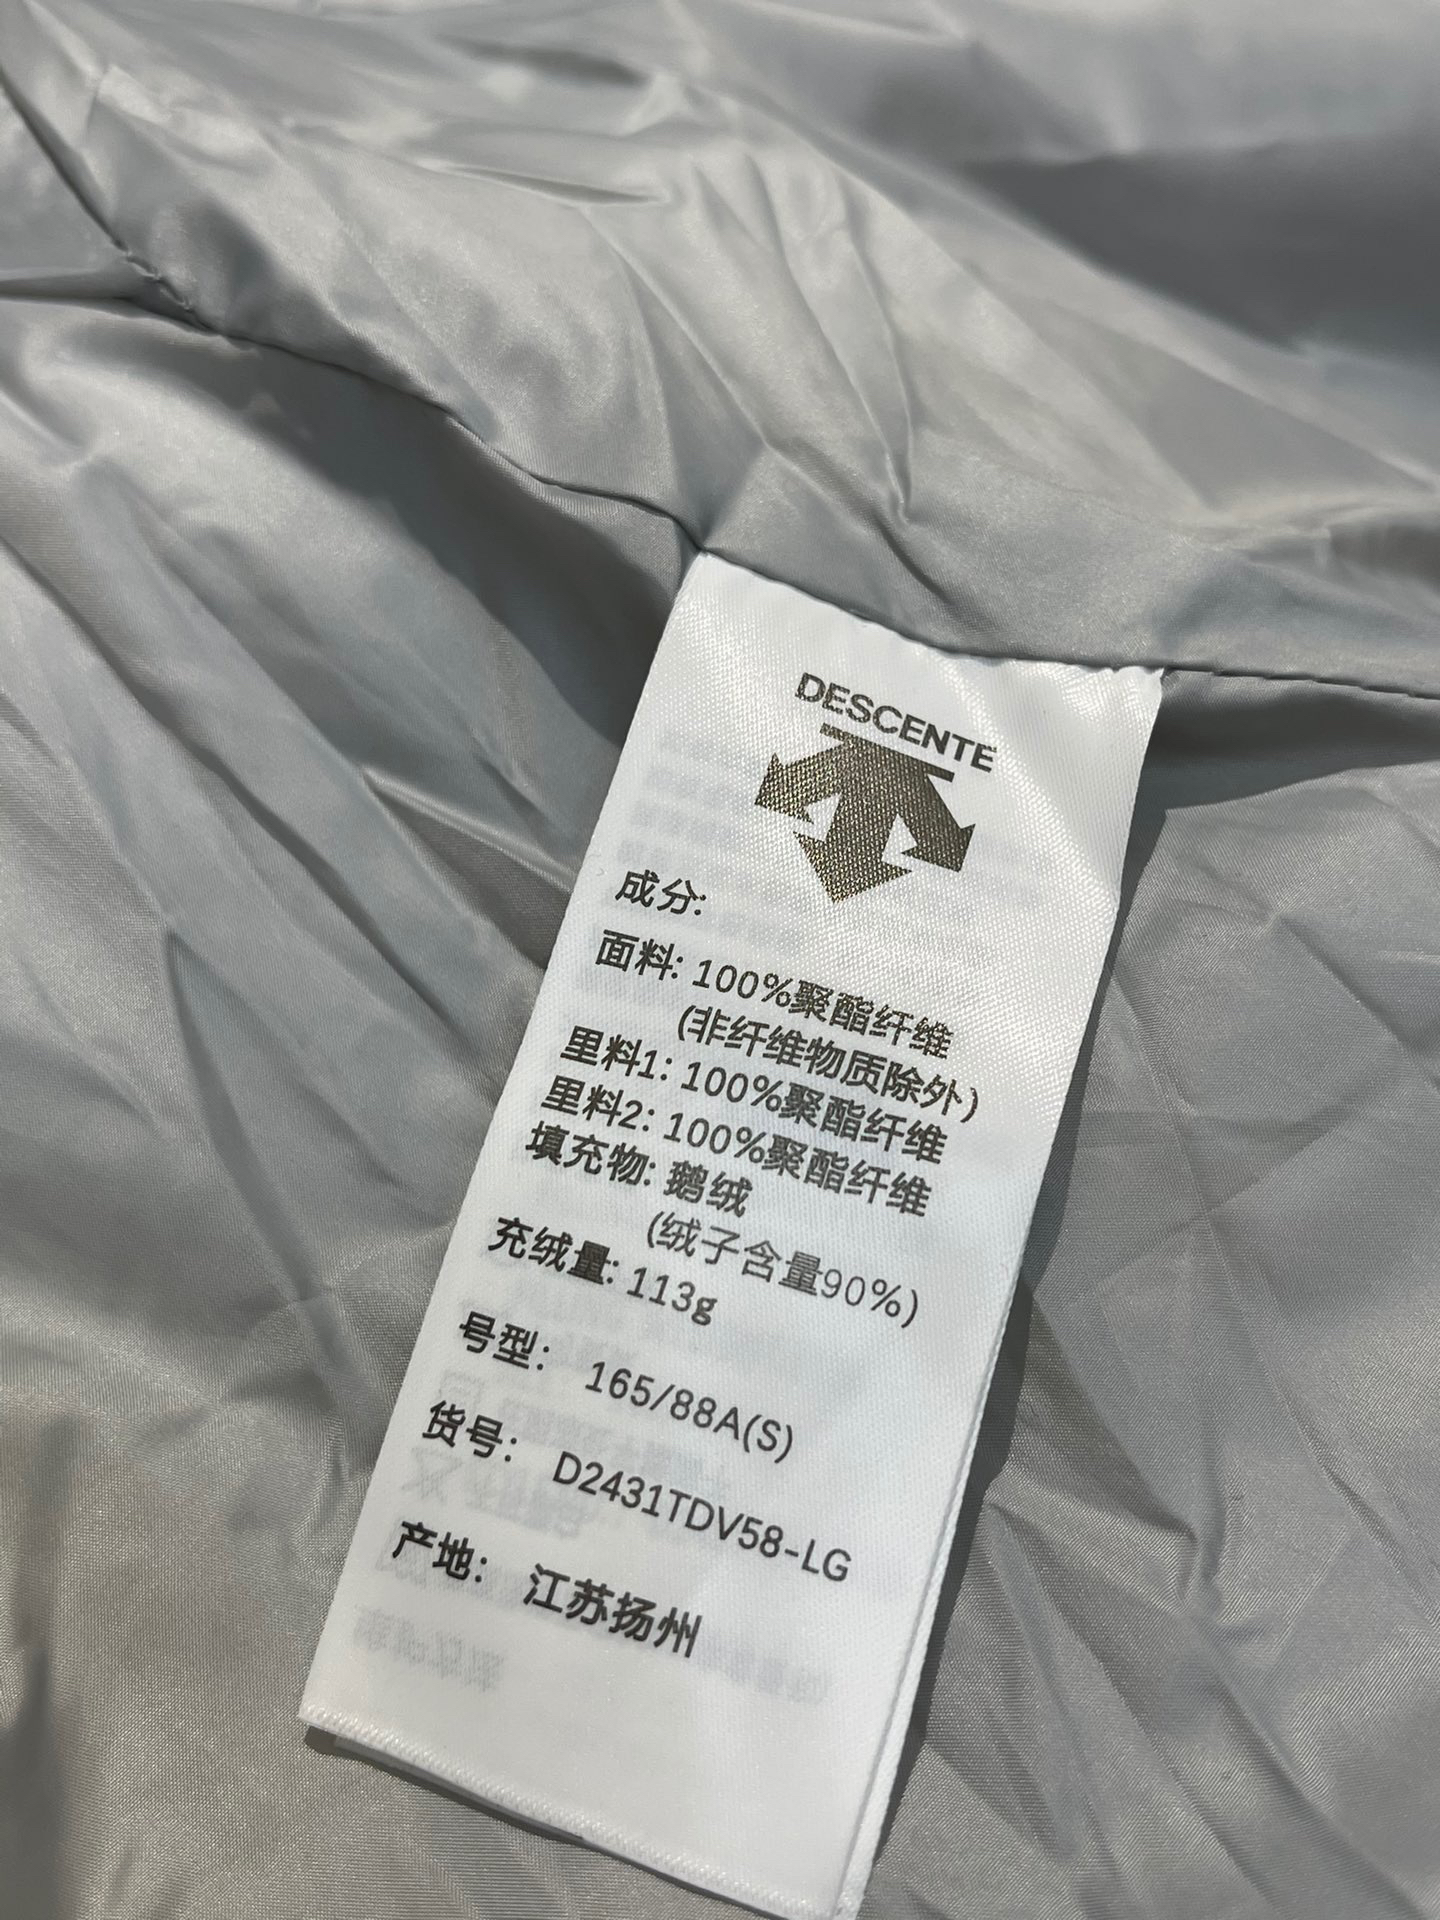 DESCENTE
成分:
面料: 100%聚酯纤维
(非纤维物质除外)
里料1: 100%聚酯纤维
里料2: 100%聚酯纤维
填充物: 鹅绒
(绒子含量90%)
充绒量: 113g
号型: 165/88A(S)
货号: D2431TDV58-LG
产地: 江苏扬州